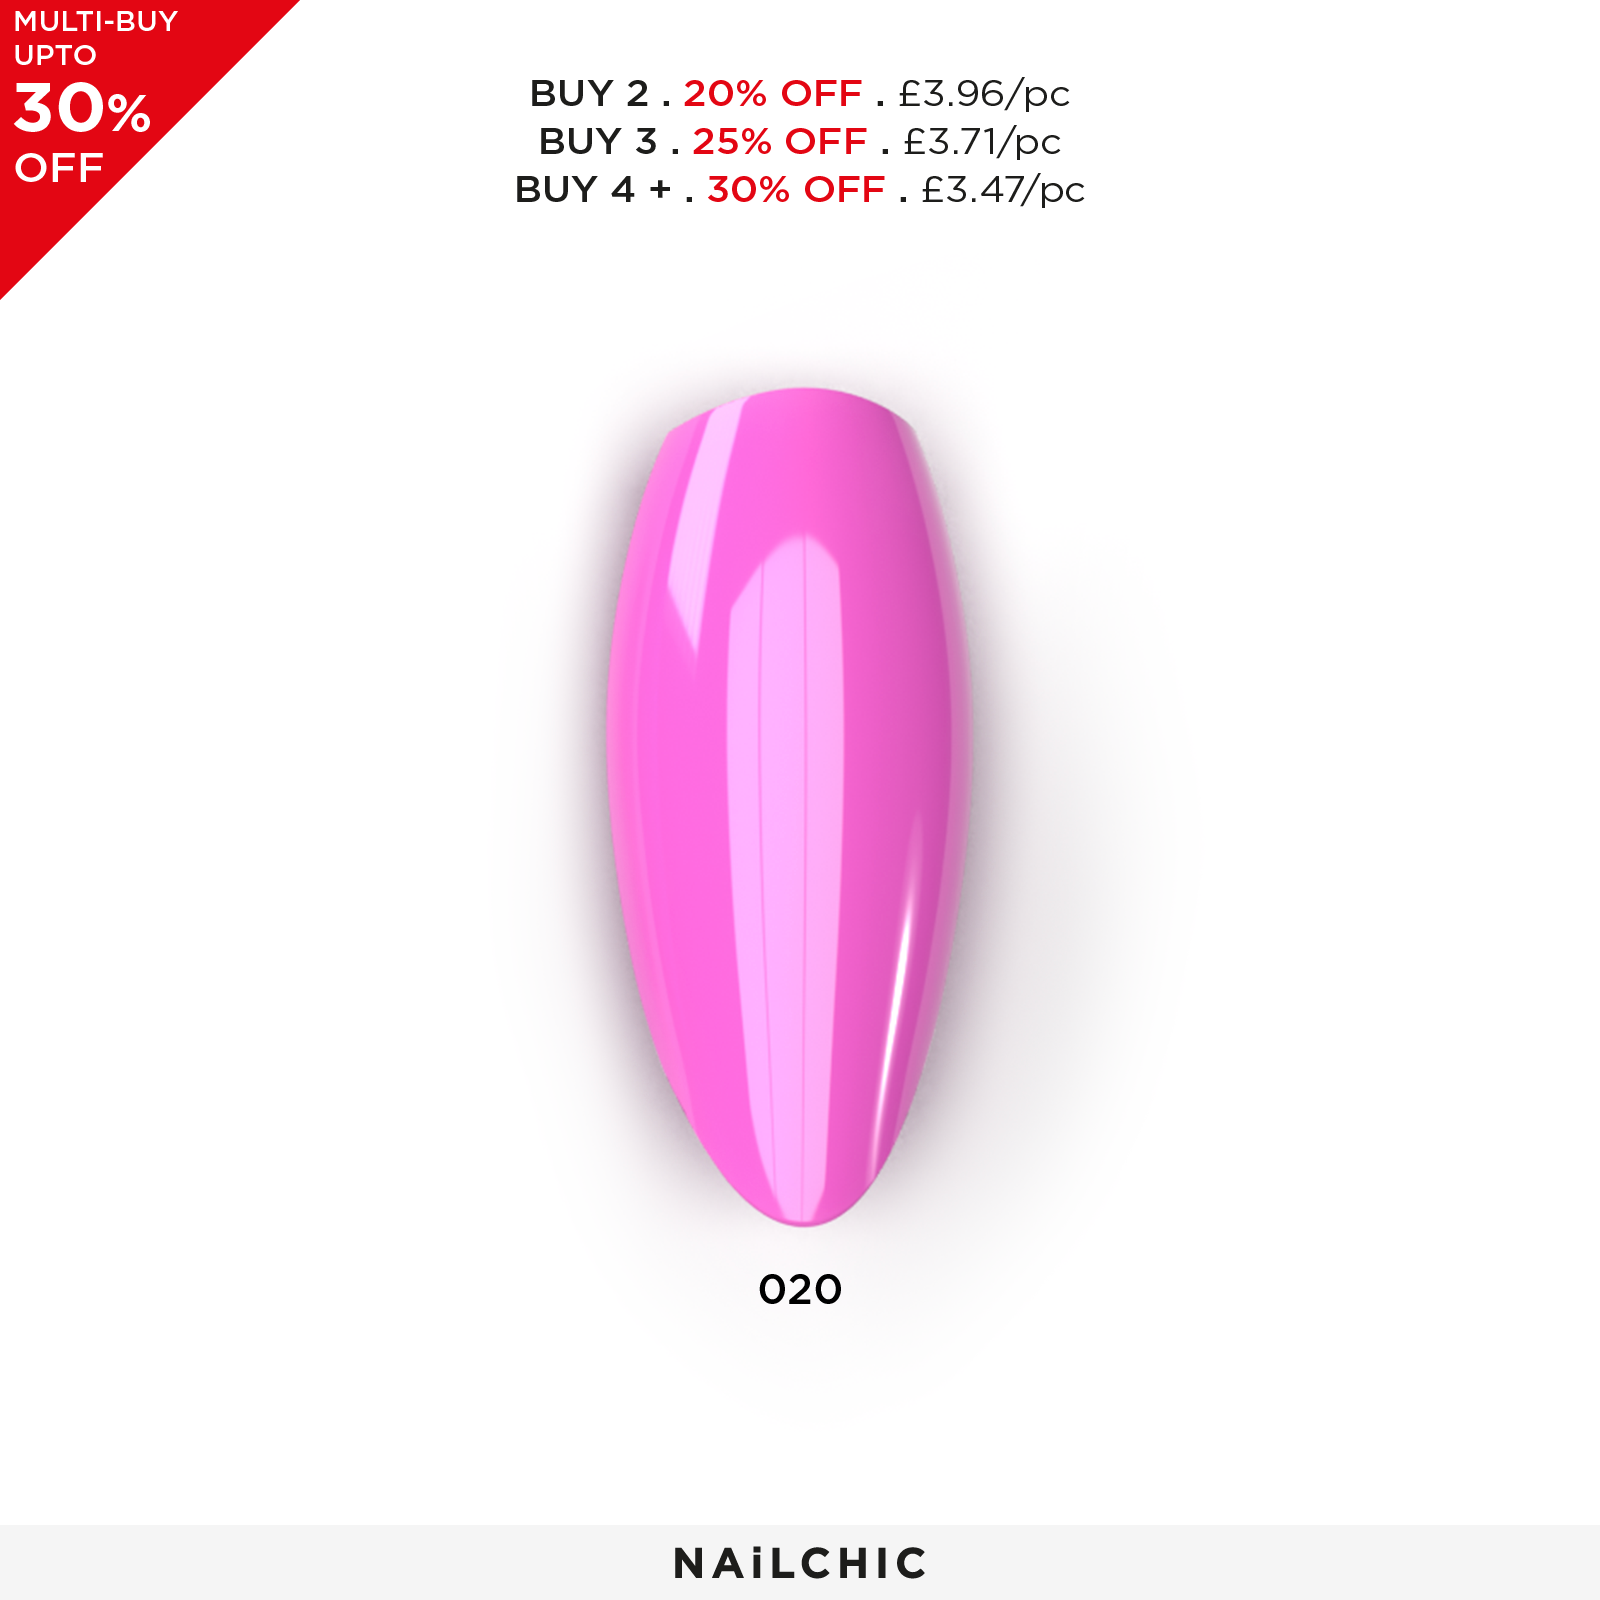 MULTI-BUY
UPTO
30%
OFF
BUY 2 . 20% OFF . £3.96/pc
BUY 3 . 25% OFF . £3.71/pc
BUY 4 + . 30% OFF . £3.47/pc
020
NAiLCHIC